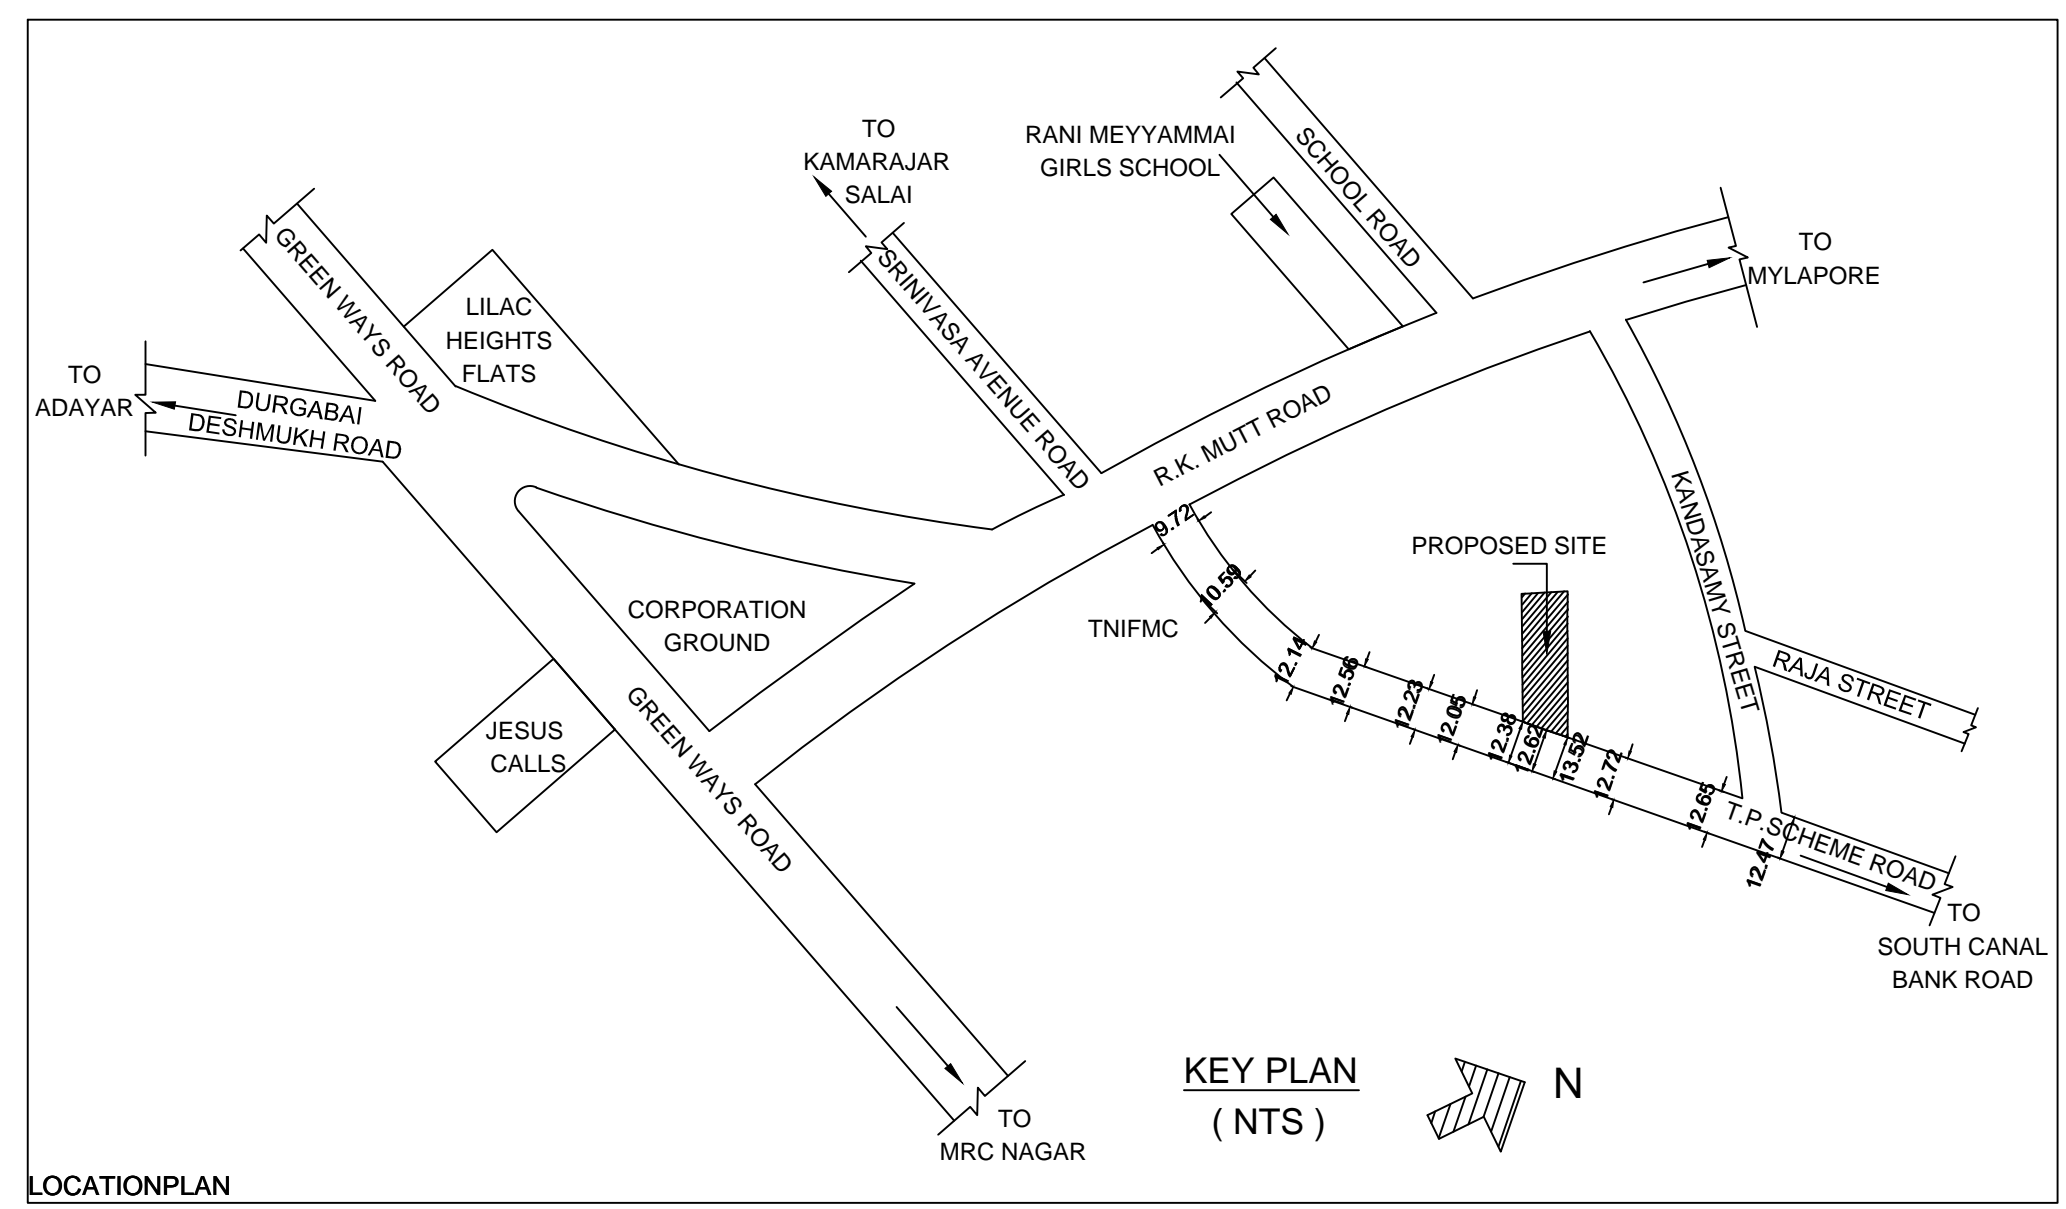 TO
KAMARAJAR
SALAI
RANI MEYYAMMAI
GIRLS SCHOOL
SCHOOL ROAD
TO
MYLAPORE
GREEN WAYS ROAD
LILAC
HEIGHTS
FLATS
SRINIVASA AVENUE ROAD
TO
ADAYAR
DURGABAI
DESHMUKH ROAD
R.K. MUTT ROAD
9.72
10.59
PROPOSED SITE
KANDASAMY STREET
CORPORATION
GROUND
TNIFMC
12.14
12.56
12.23
12.05
12.38
12.62
13.52
12.72
12.65
12.47
RAJA STREET
JESUS
CALLS
GREEN WAYS ROAD
T.P.SCHEME ROAD
TO
SOUTH CANAL
BANK ROAD
KEY PLAN
( NTS )
N
TO
MRC NAGAR
LOCATIONPLAN